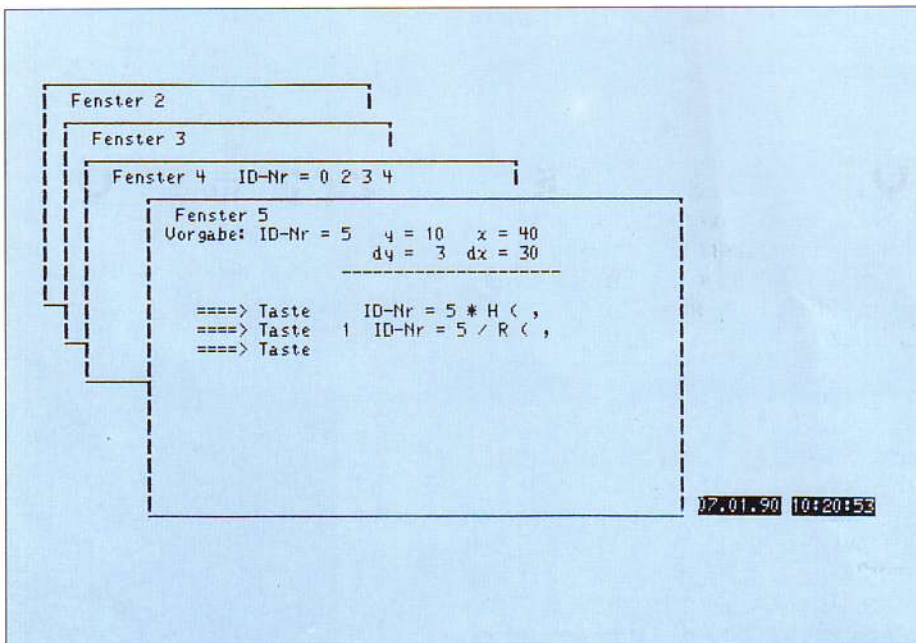 Fenster 2
Fenster 3
Fenster 4 ID-Nr = 0 2 3 4
Fenster 5
Vorgabe: ID-Nr = 5 y = 10 x = 40
dy = 3 dx = 30
----------------------
====> Taste ID-Nr = 5 * H ( ,
====> Taste 1 ID-Nr = 5 / R ( ,
====> Taste
07.01.90 10:20:53